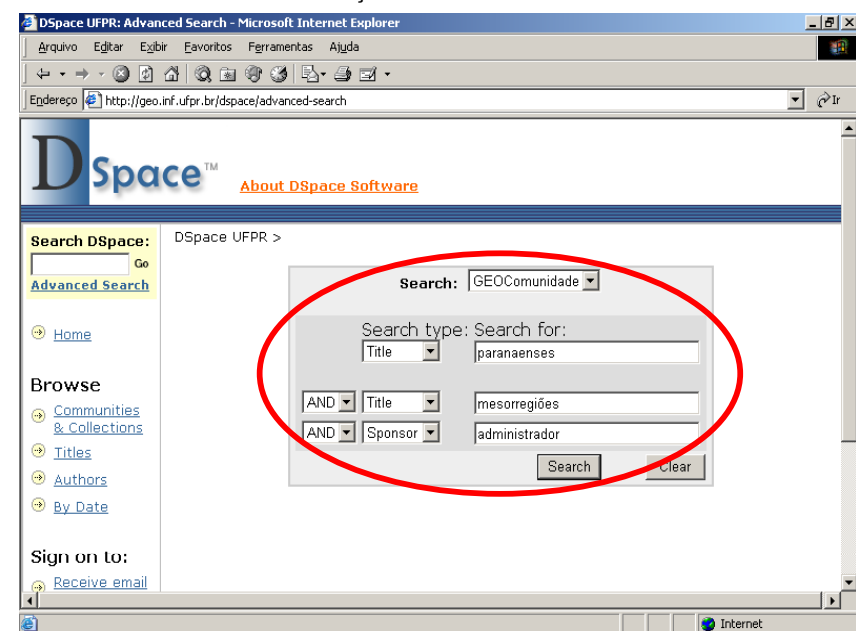 DSpace UFPR: Advanced Search - Microsoft Internet Explorer
Arquivo Editar Exibir Favoritos Ferramentas Ajuda
Endereço http://geo.inf.ufpr.br/dspace/advanced-search Ir
DSpace™ About DSpace Software
Search DSpace:
Go
Advanced Search
Home
Browse
Communities
& Collections
Titles
Authors
By Date
Sign on to:
Receive email
DSpace UFPR >
Search: GEOComunidade
Search type: Search for:
Title paranaenses
AND Title mesorregiões
AND Sponsor administrador
Search Clear
Internet